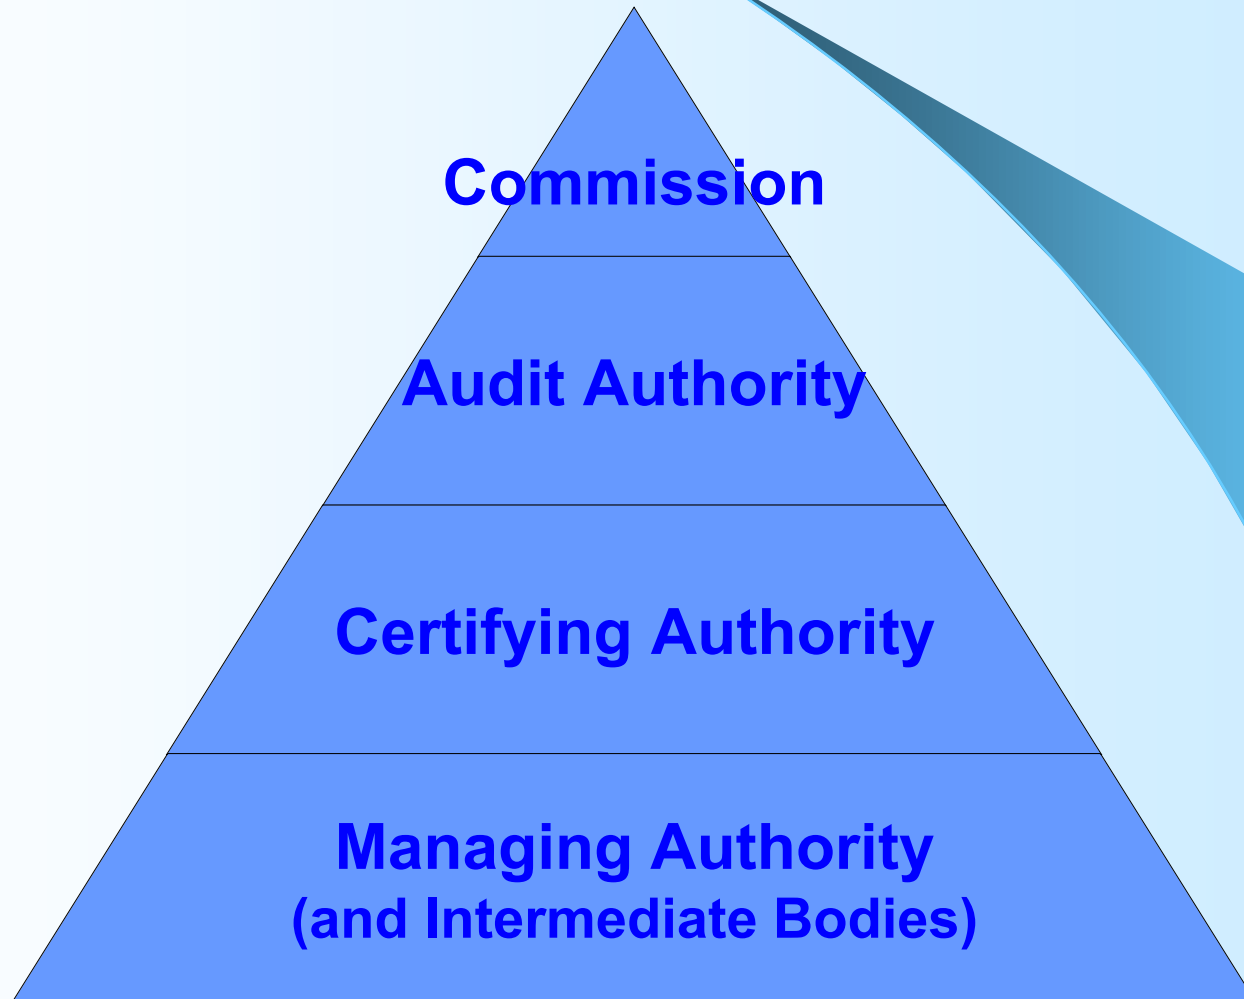 Commission
Audit Authority
Certifying Authority
Managing Authority
(and Intermediate Bodies)